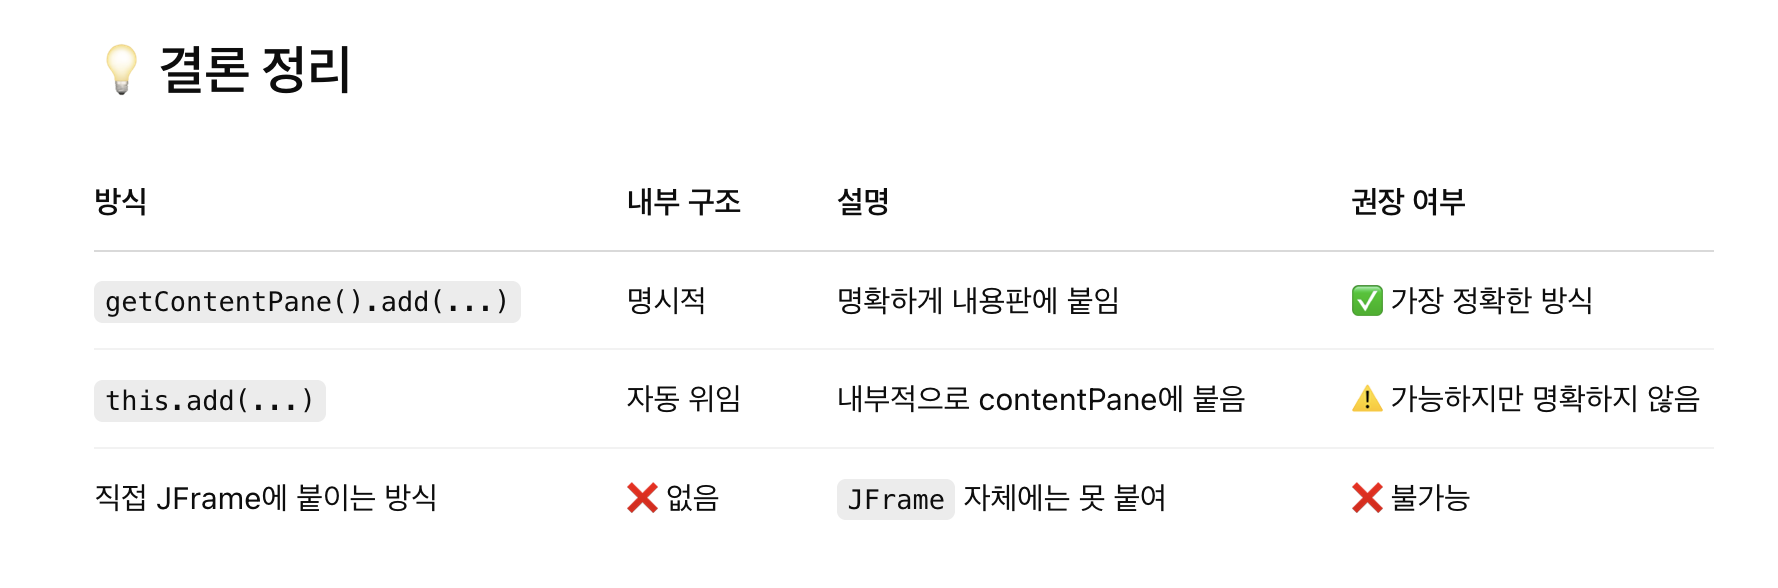 💡 결론 정리
방식 내부 구조 설명 권장 여부
getContentPane().add(...) 명시적 명확하게 내용판에 붙임 ✅ 가장 정확한 방식
this.add(...) 자동 위임 내부적으로 contentPane에 붙음 ⚠️ 가능하지만 명확하지 않음
직접 JFrame에 붙이는 방식 ❌ 없음 JFrame 자체에는 못 붙여 ❌ 불가능